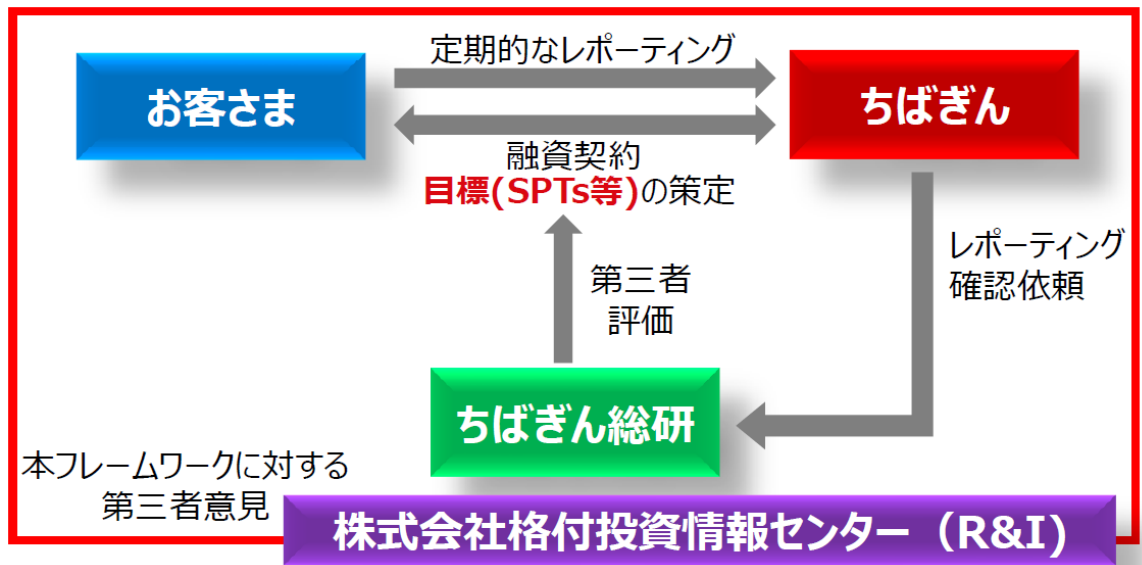 定期的なレポーティング
お客さま
ちばぎん
融資契約
目標(SPTs等)の策定
レポーティング
確認依頼
第三者
評価
ちばぎん総研
本フレームワークに対する
第三者意見
株式会社格付投資情報センター（R&I）